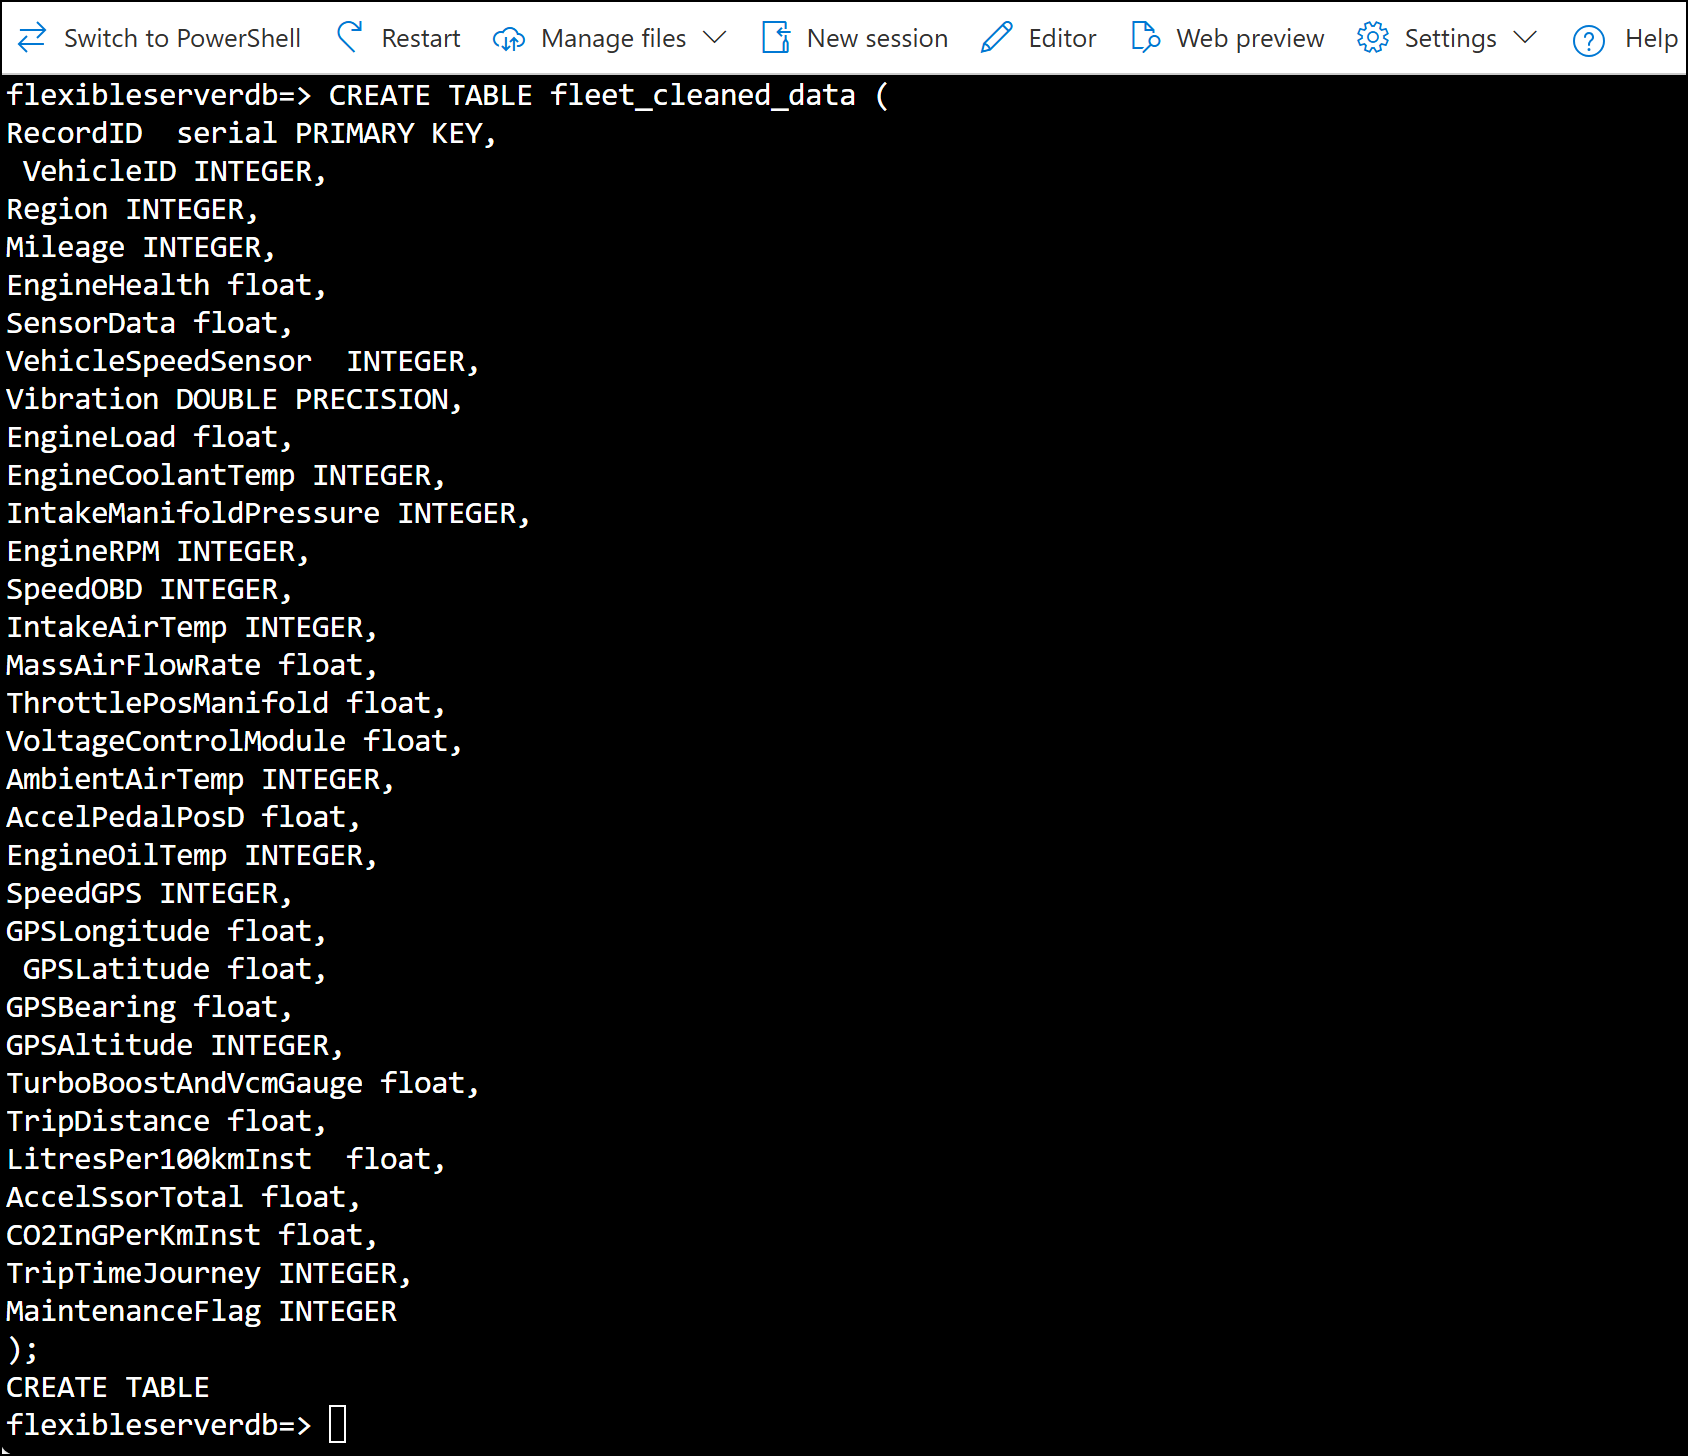 Switch to PowerShell Restart Manage files New session Editor Web preview Settings Help
flexibleserverdb=> CREATE TABLE fleet_cleaned_data (
RecordID  serial PRIMARY KEY,
 VehicleID INTEGER,
Region INTEGER,
Mileage INTEGER,
EngineHealth float,
SensorData float,
VehicleSpeedSensor  INTEGER,
Vibration DOUBLE PRECISION,
EngineLoad float,
EngineCoolantTemp INTEGER,
IntakeManifoldPressure INTEGER,
EngineRPM INTEGER,
SpeedOBD INTEGER,
IntakeAirTemp INTEGER,
MassAirFlowRate float,
ThrottlePosManifold float,
VoltageControlModule float,
AmbientAirTemp INTEGER,
AccelPedalPosD float,
EngineOilTemp INTEGER,
SpeedGPS INTEGER,
GPSLongitude float,
 GPSLatitude float,
GPSBearing float,
GPSAltitude INTEGER,
TurboBoostAndVcmGauge float,
TripDistance float,
LitresPer100kmInst  float,
AccelSsorTotal float,
CO2InGPerKmInst float,
TripTimeJourney INTEGER,
MaintenanceFlag INTEGER
);
CREATE TABLE
flexibleserverdb=>